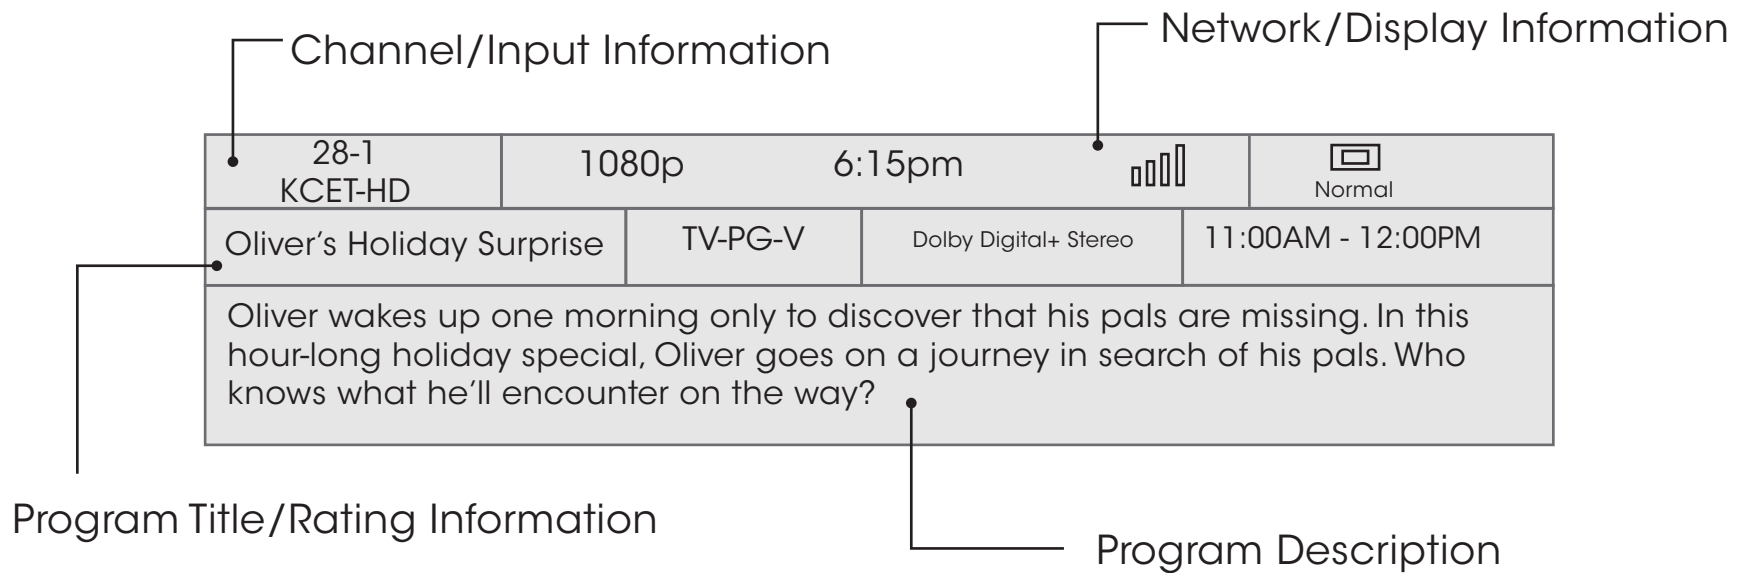 Channel/Input Information
Network/Display Information
28-1
KCET-HD
1080p
6:15pm
Normal
Oliver’s Holiday Surprise
TV-PG-V
Dolby Digital+ Stereo
11:00AM - 12:00PM
Oliver wakes up one morning only to discover that his pals are missing. In this
hour-long holiday special, Oliver goes on a journey in search of his pals. Who
knows what he’ll encounter on the way?
Program Title/Rating Information
Program Description